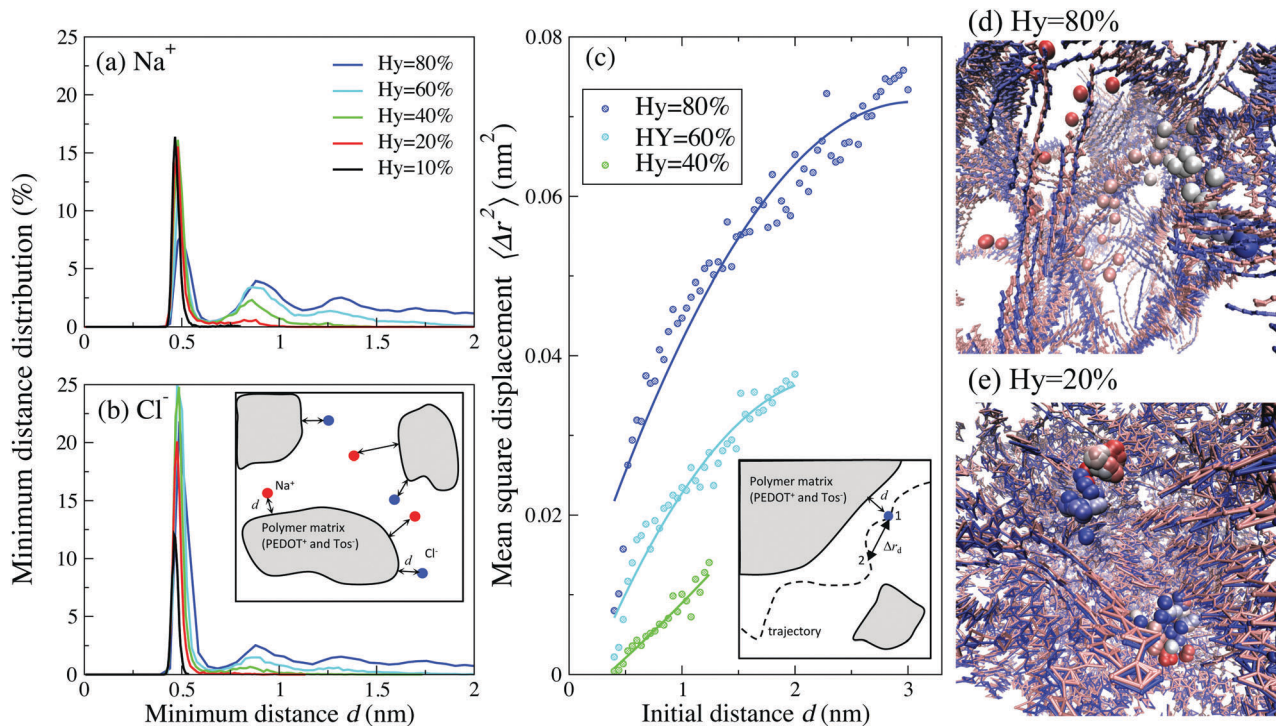 (a) Na⁺
Hy=80%
Hy=60%
Hy=40%
Hy=20%
Hy=10%
25
20
15
10
5
0
0
0.5
1
1.5
2
Minimum distance distribution (%)
(b) Cl⁻
25
20
15
10
5
0
Na⁺
d
Polymer matrix
(PEDOT⁺ and Tos⁻)
Cl⁻
d
0
0.5
1
1.5
2
Minimum distance d (nm)
(c)
Hy=80%
HY=60%
Hy=40%
0.08
0.06
0.04
0.02
0
Mean square displacement ⟨Δr²⟩ (nm²)
Polymer matrix
(PEDOT⁺ and Tos⁻)
d
1
Δr_d
2
trajectory
0
1
2
3
Initial distance d (nm)
(d) Hy=80%
(e) Hy=20%